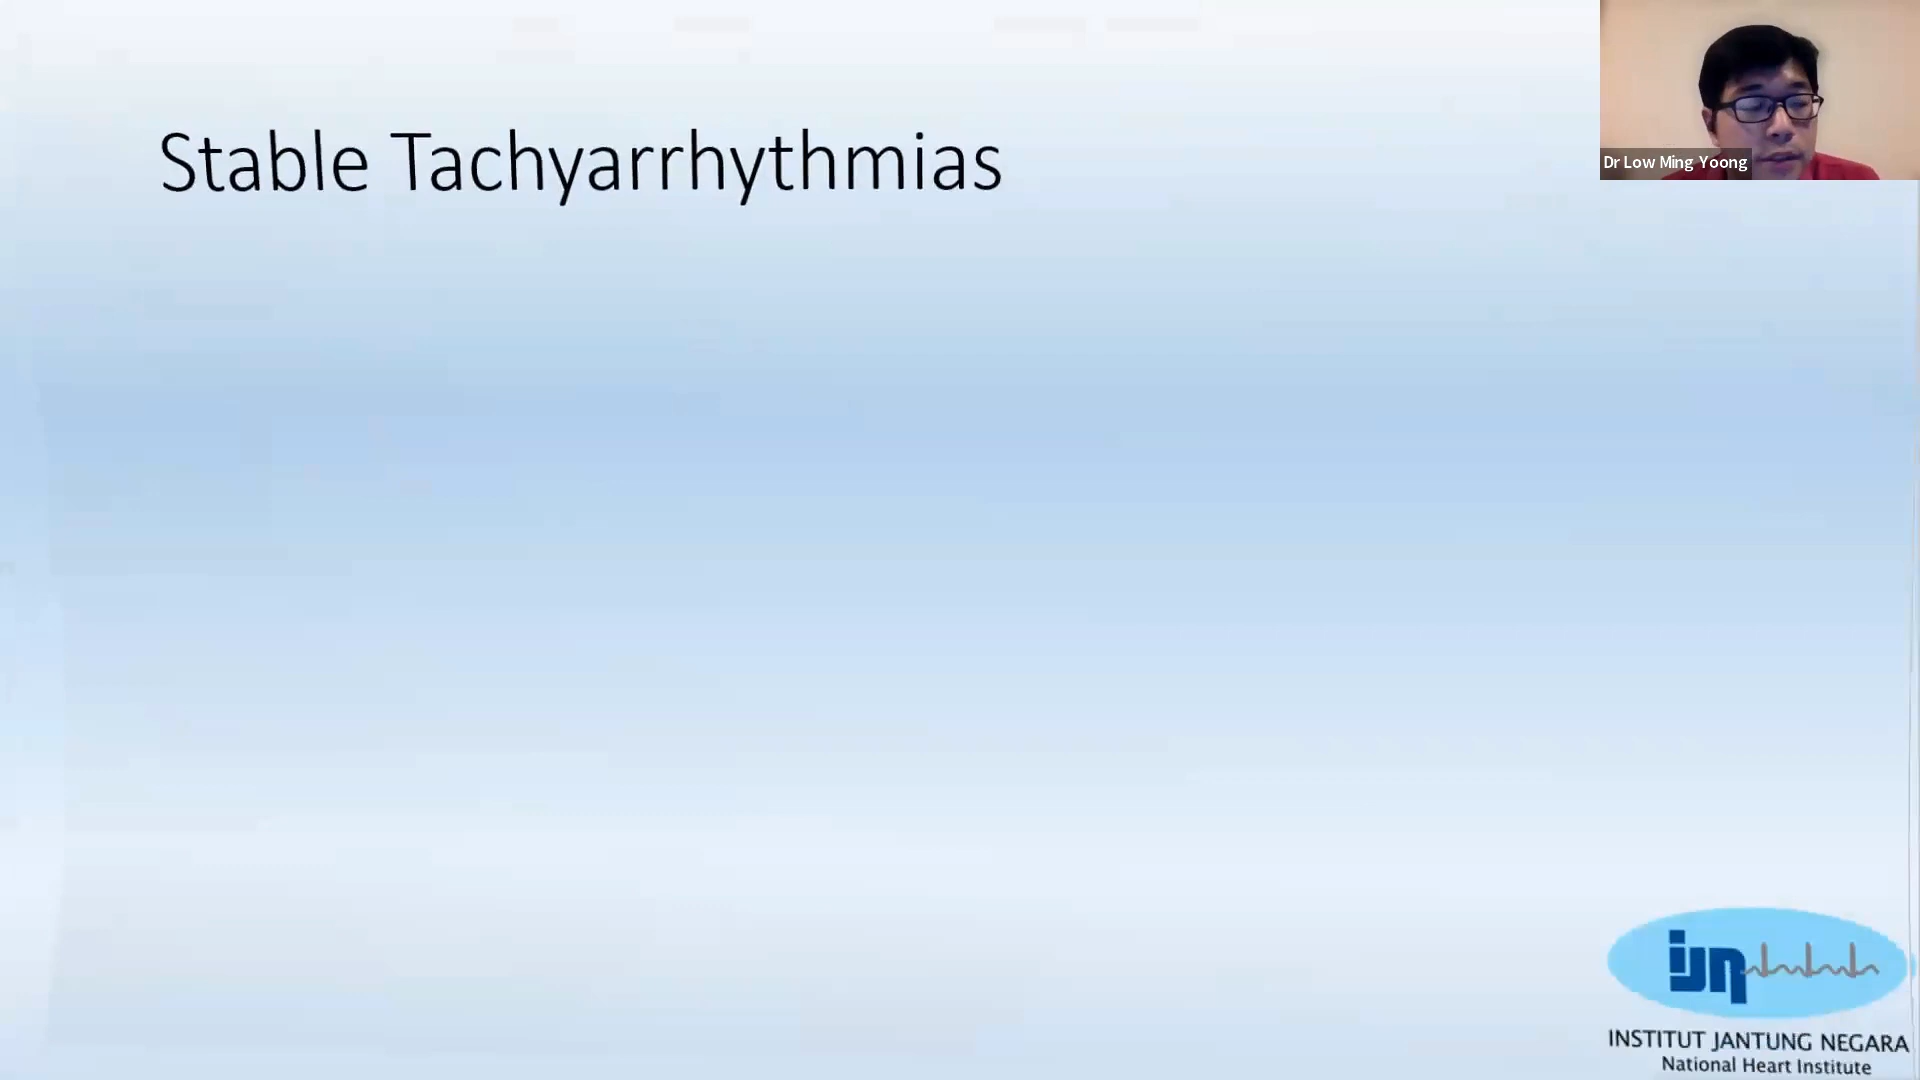 Stable Tachyarrhythmias
Dr Low Ming Yoong
ijn
INSTITUT JANTUNG NEGARA
National Heart Institute